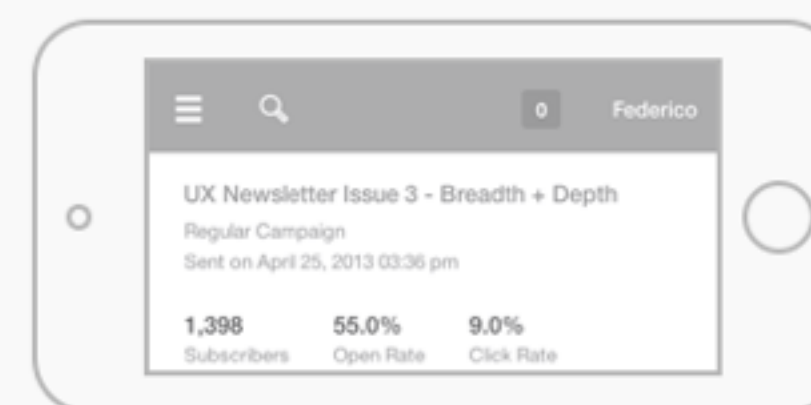 0 Federico
UX Newsletter Issue 3 - Breadth + Depth
Regular Campaign
Sent on April 25, 2013 03:36 pm
1,398 55.0% 9.0%
Subscribers Open Rate Click Rate